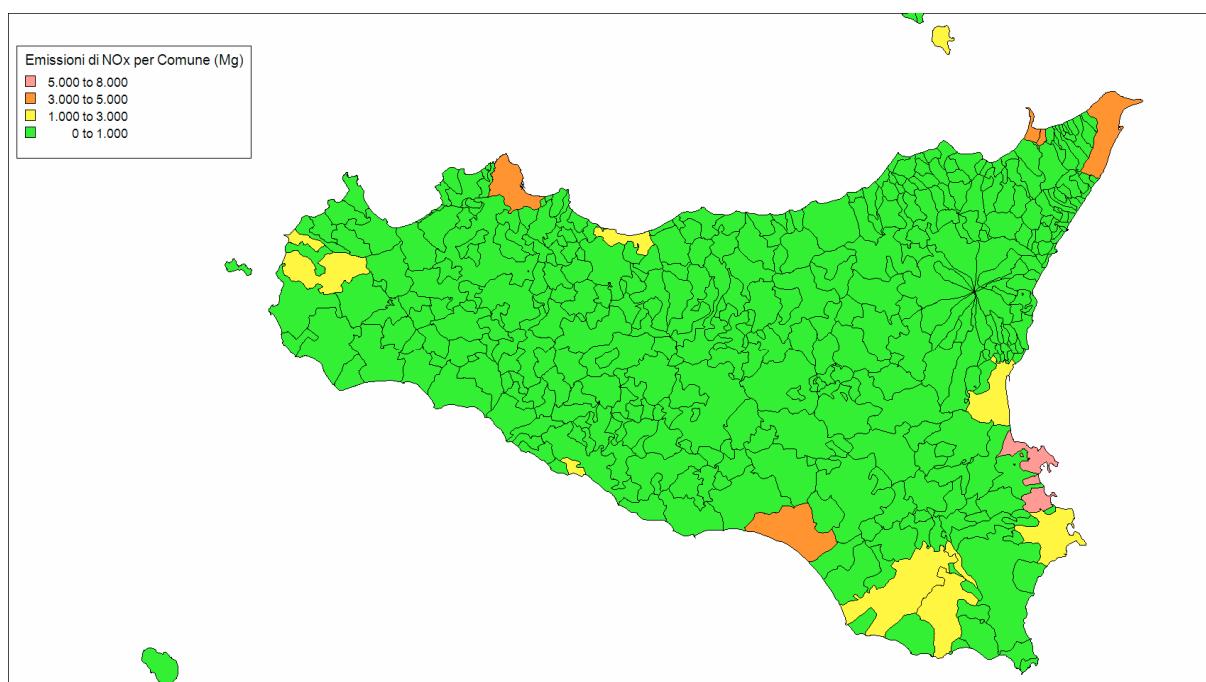 Emissioni di NOx per Comune (Mg)
5.000 to 8.000
3.000 to 5.000
1.000 to 3.000
0 to 1.000